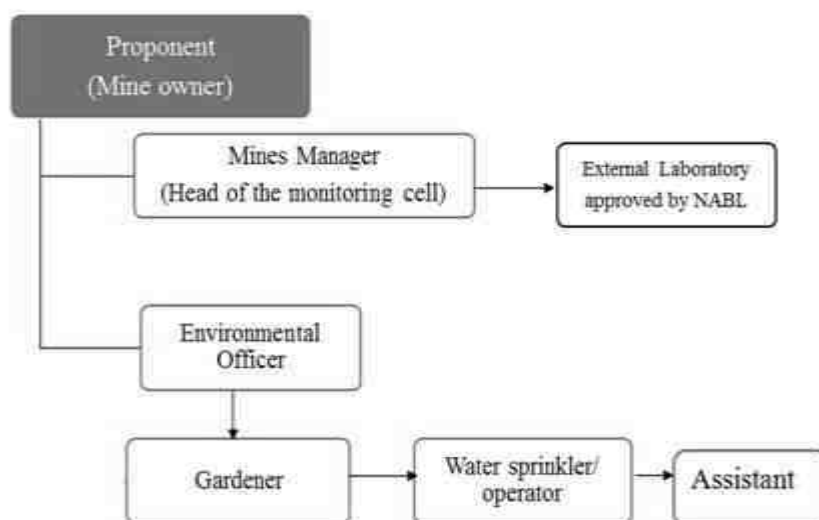 Proponent
(Mine owner)
Mines Manager
(Head of the monitoring cell)
External Laboratory
approved by NABL
Environmental
Officer
Gardener
Water sprinkler/
operator
Assistant